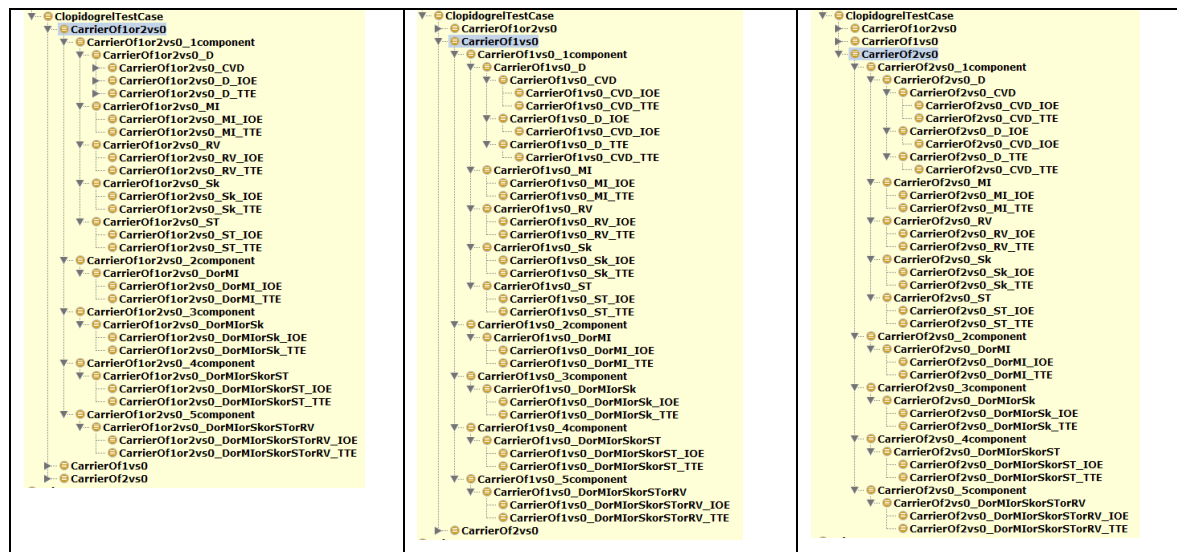 ClopidogrelTestCase
CarrierOf1or2vs0
CarrierOf1or2vs0_1component
CarrierOf1or2vs0_D
CarrierOf1or2vs0_CVD
CarrierOf1or2vs0_D_IOE
CarrierOf1or2vs0_D_TTE
CarrierOf1or2vs0_MI
CarrierOf1or2vs0_MI_IOE
CarrierOf1or2vs0_MI_TTE
CarrierOf1or2vs0_RV
CarrierOf1or2vs0_RV_IOE
CarrierOf1or2vs0_RV_TTE
CarrierOf1or2vs0_Sk
CarrierOf1or2vs0_Sk_IOE
CarrierOf1or2vs0_Sk_TTE
CarrierOf1or2vs0_ST
CarrierOf1or2vs0_ST_IOE
CarrierOf1or2vs0_ST_TTE
CarrierOf1or2vs0_2component
CarrierOf1or2vs0_DorMI
CarrierOf1or2vs0_DorMI_IOE
CarrierOf1or2vs0_DorMI_TTE
CarrierOf1or2vs0_3component
CarrierOf1or2vs0_DorMIorSk
CarrierOf1or2vs0_DorMIorSk_IOE
CarrierOf1or2vs0_DorMIorSk_TTE
CarrierOf1or2vs0_4component
CarrierOf1or2vs0_DorMIorSkorST
CarrierOf1or2vs0_DorMIorSkorST_IOE
CarrierOf1or2vs0_DorMIorSkorST_TTE
CarrierOf1or2vs0_5component
CarrierOf1or2vs0_DorMIorSkorSTorRV
CarrierOf1or2vs0_DorMIorSkorSTorRV_IOE
CarrierOf1or2vs0_DorMIorSkorSTorRV_TTE
CarrierOf1vs0
CarrierOf2vs0
ClopidogrelTestCase
CarrierOf1or2vs0
CarrierOf1vs0
CarrierOf1vs0_1component
CarrierOf1vs0_D
CarrierOf1vs0_CVD
CarrierOf1vs0_CVD_IOE
CarrierOf1vs0_CVD_TTE
CarrierOf1vs0_D_IOE
CarrierOf1vs0_CVD_IOE
CarrierOf1vs0_D_TTE
CarrierOf1vs0_CVD_TTE
CarrierOf1vs0_MI
CarrierOf1vs0_MI_IOE
CarrierOf1vs0_MI_TTE
CarrierOf1vs0_RV
CarrierOf1vs0_RV_IOE
CarrierOf1vs0_RV_TTE
CarrierOf1vs0_Sk
CarrierOf1vs0_Sk_IOE
CarrierOf1vs0_Sk_TTE
CarrierOf1vs0_ST
CarrierOf1vs0_ST_IOE
CarrierOf1vs0_ST_TTE
CarrierOf1vs0_2component
CarrierOf1vs0_DorMI
CarrierOf1vs0_DorMI_IOE
CarrierOf1vs0_DorMI_TTE
CarrierOf1vs0_3component
CarrierOf1vs0_DorMIorSk
CarrierOf1vs0_DorMIorSk_IOE
CarrierOf1vs0_DorMIorSk_TTE
CarrierOf1vs0_4component
CarrierOf1vs0_DorMIorSkorST
CarrierOf1vs0_DorMIorSkorST_IOE
CarrierOf1vs0_DorMIorSkorST_TTE
CarrierOf1vs0_5component
CarrierOf1vs0_DorMIorSkorSTorRV
CarrierOf1vs0_DorMIorSkorSTorRV_IOE
CarrierOf1vs0_DorMIorSkorSTorRV_TTE
CarrierOf2vs0
ClopidogrelTestCase
CarrierOf1or2vs0
CarrierOf1vs0
CarrierOf2vs0
CarrierOf2vs0_1component
CarrierOf2vs0_D
CarrierOf2vs0_CVD
CarrierOf2vs0_CVD_IOE
CarrierOf2vs0_CVD_TTE
CarrierOf2vs0_D_IOE
CarrierOf2vs0_CVD_IOE
CarrierOf2vs0_D_TTE
CarrierOf2vs0_CVD_TTE
CarrierOf2vs0_MI
CarrierOf2vs0_MI_IOE
CarrierOf2vs0_MI_TTE
CarrierOf2vs0_RV
CarrierOf2vs0_RV_IOE
CarrierOf2vs0_RV_TTE
CarrierOf2vs0_Sk
CarrierOf2vs0_Sk_IOE
CarrierOf2vs0_Sk_TTE
CarrierOf2vs0_ST
CarrierOf2vs0_ST_IOE
CarrierOf2vs0_ST_TTE
CarrierOf2vs0_2component
CarrierOf2vs0_DorMI
CarrierOf2vs0_DorMI_IOE
CarrierOf2vs0_DorMI_TTE
CarrierOf2vs0_3component
CarrierOf2vs0_DorMIorSk
CarrierOf2vs0_DorMIorSk_IOE
CarrierOf2vs0_DorMIorSk_TTE
CarrierOf2vs0_4component
CarrierOf2vs0_DorMIorSkorST
CarrierOf2vs0_DorMIorSkorST_IOE
CarrierOf2vs0_DorMIorSkorST_TTE
CarrierOf2vs0_5component
CarrierOf2vs0_DorMIorSkorSTorRV
CarrierOf2vs0_DorMIorSkorSTorRV_IOE
CarrierOf2vs0_DorMIorSkorSTorRV_TTE